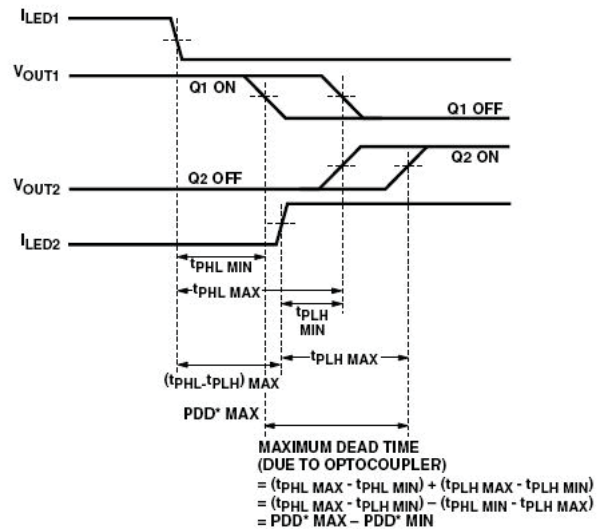 ILED1
VOUT1
Q1 ON
Q1 OFF
Q2 ON
Q2 OFF
VOUT2
ILED2
tPHL MIN
tPHL MAX
tPLH
MIN
tPLH MAX
(tPHL-tPLH) MAX
PDD* MAX
MAXIMUM DEAD TIME
(DUE TO OPTOCOUPLER)
= (tPHL MAX - tPHL MIN) + (tPLH MAX - tPLH MIN)
= (tPHL MAX - tPLH MIN) – (tPHL MIN - tPLH MAX)
= PDD* MAX – PDD* MIN